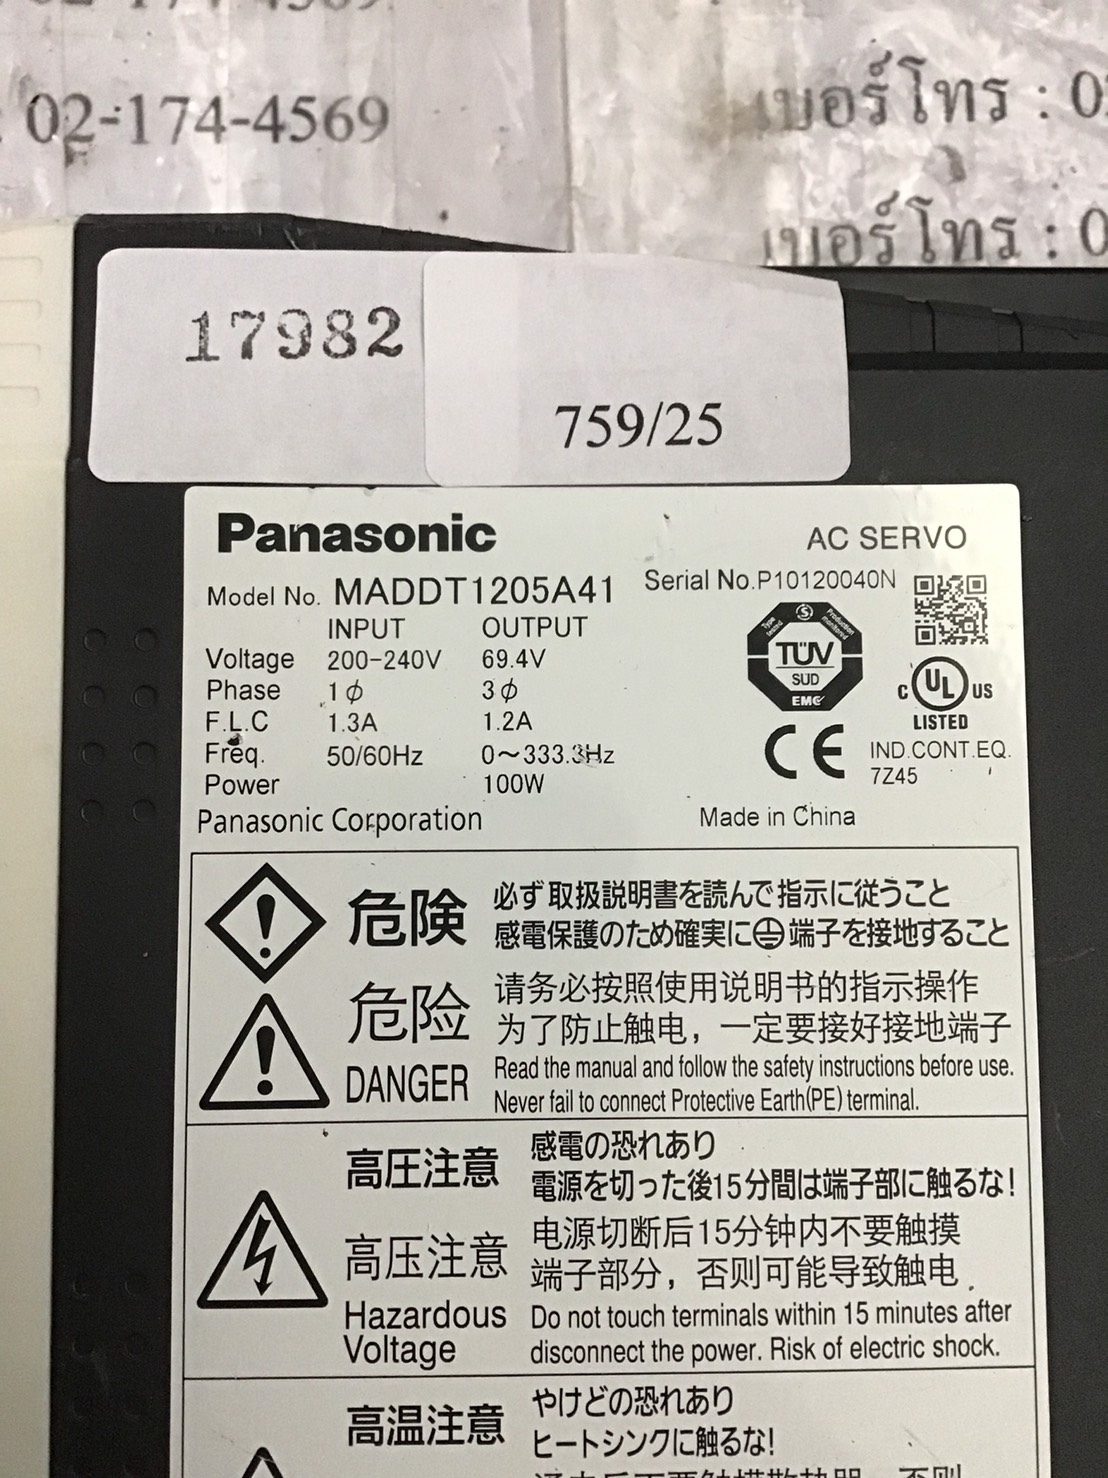 02-174-4569
เบอร์โทร : 0
เบอร์โทร : 0
17982
759/25
Panasonic
AC SERVO
Model No. MADDT1205A41
Serial No.P10120040N
INPUT OUTPUT
Voltage 200-240V 69.4V
Phase 1ϕ 3ϕ
F.L.C 1.3A 1.2A
Freq. 50/60Hz 0～333.3Hz
Power 100W
Type tested
Production monitored
TÜV
SÜD
EMC
C UL US
LISTED
CE
IND.CONT.EQ.
7Z45
Panasonic Corporation
Made in China
危険
必ず取扱説明書を読んで指示に従うこと
感電保護のため確実に⏚端子を接地すること
危险
请务必按照使用说明书的指示操作
为了防止触电，一定要接好接地端子
DANGER
Read the manual and follow the safety instructions before use.
Never fail to connect Protective Earth(PE) terminal.
高圧注意
感電の恐れあり
電源を切った後15分間は端子部に触るな!
高压注意
电源切断后15分钟内不要触摸
端子部分，否则可能导致触电.
Hazardous
Voltage
Do not touch terminals within 15 minutes after
disconnect the power. Risk of electric shock.
高温注意
やけどの恐れあり
ヒートシンクに触るな!